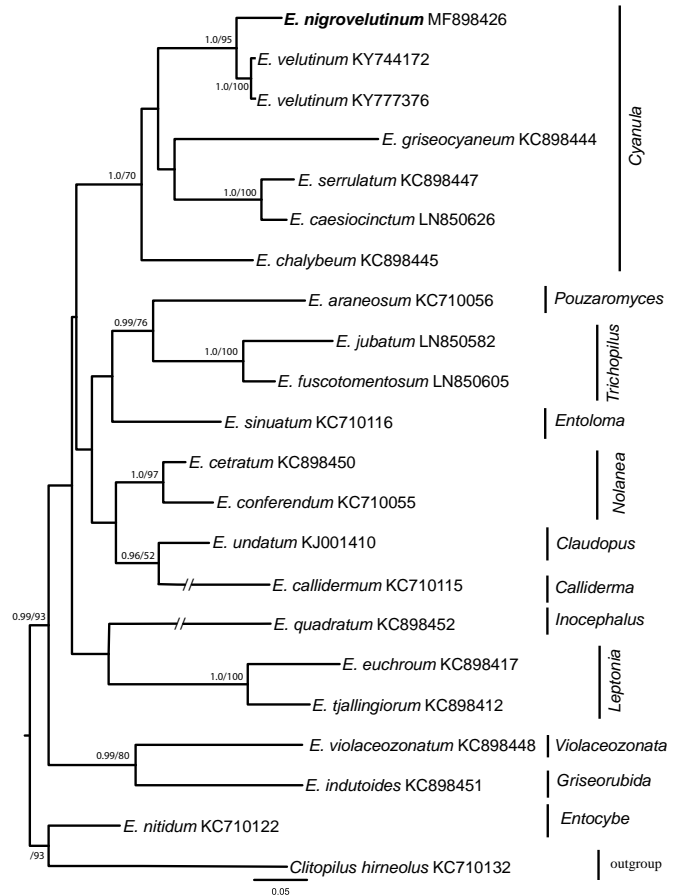 E. nigrovelutinum MF898426
1.0/95
E. velutinum KY744172
1.0/100
E. velutinum KY777376
Cyanula
E. griseocyaneum KC898444
E. serrulatum KC898447
1.0/70
1.0/100
E. caesiocinctum LN850626
E. chalybeum KC898445
E. araneosum KC710056
Pouzaromyces
0.99/76
E. jubatum LN850582
1.0/100
Trichopilus
E. fuscotomentosum LN850605
E. sinuatum KC710116
Entoloma
E. cetratum KC898450
1.0/97
Nolanea
E. conferendum KC710055
E. undatum KJ001410
Claudopus
0.96/52
E. callidermum KC710115
Calliderma
0.99/93
E. quadratum KC898452
Inocephalus
E. euchroum KC898417
1.0/100
Leptonia
E. tjallingiorum KC898412
E. violaceozonatum KC898448
Violaceozonata
0.99/80
E. indutoides KC898451
Griseorubida
E. nitidum KC710122
Entocybe
/93
Clitopilus hirneolus KC710132
outgroup
0.05